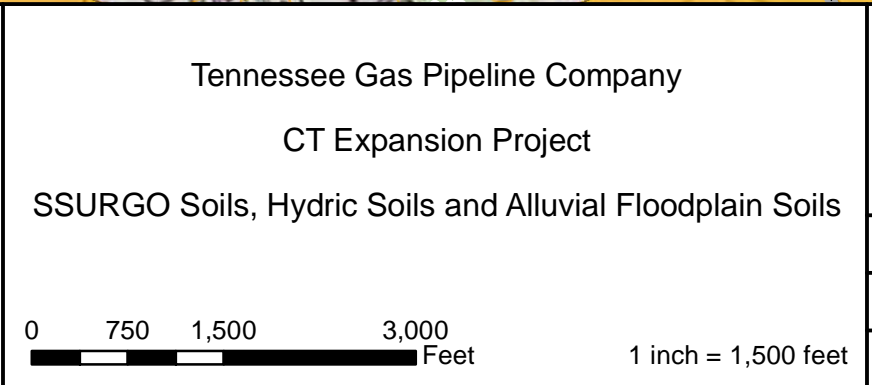 Tennessee Gas Pipeline Company
CT Expansion Project
SSURGO Soils, Hydric Soils and Alluvial Floodplain Soils
0 750 1,500 3,000
Feet 1 inch = 1,500 feet